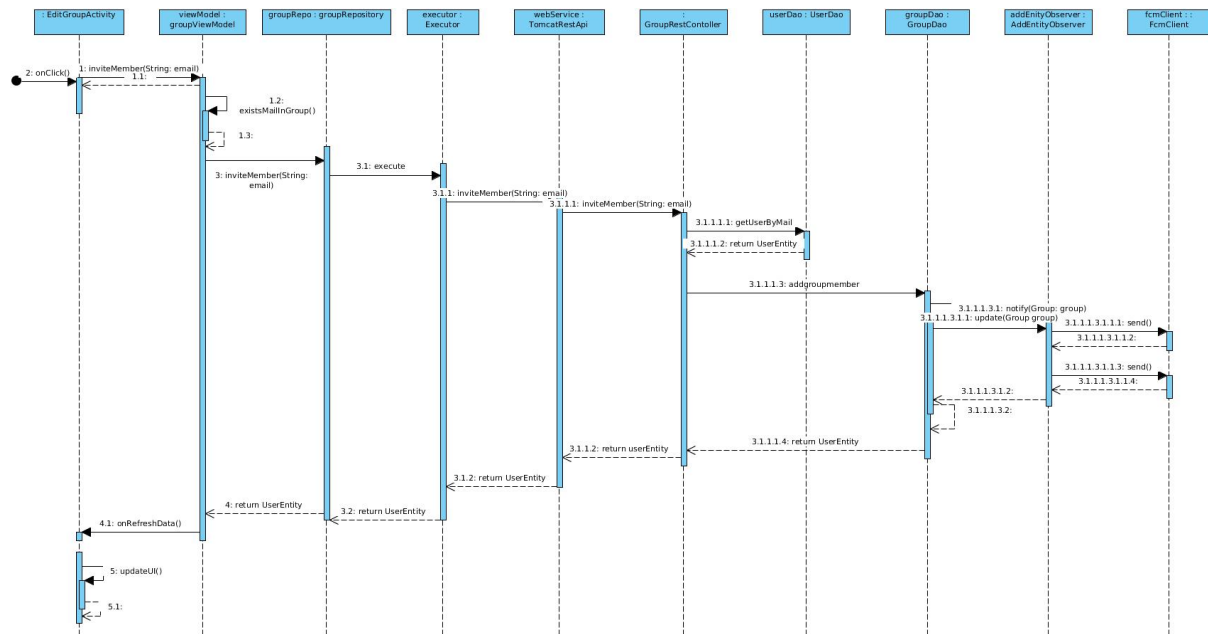 : EditGroupActivity
viewModel :
groupViewModel
groupRepo : groupRepository
executor :
Executor
webService :
TomcatRestApi
:
GroupRestContoller
userDao : UserDao
groupDao :
GroupDao
addEnityObserver :
AddEntityObserver
fcmClient : :
FcmClient
2: onClick()
1: inviteMember(String: email)
1.1:
1.2:
existsMailInGroup()
1.3:
3: inviteMember(String:
email)
3.1: execute
3.1.1: inviteMember(String: email)
3.1.1.1: inviteMember(String: email)
3.1.1.1.1: getUserByMail
3.1.1.1.2: return UserEntity
3.1.1.1.3: addgroupmember
3.1.1.1.3.1: notify(Group: group)
3.1.1.1.3.1.1: update(Group group)
3.1.1.1.3.1.1.1: send()
3.1.1.1.3.1.1.2:
3.1.1.1.3.1.1.3: send()
3.1.1.1.3.1.1.4:
3.1.1.1.3.1.2:
3.1.1.1.3.2:
3.1.1.1.4: return UserEntity
3.1.1.2: return userEntity
3.1.2: return UserEntity
4: return UserEntity
3.2: return UserEntity
4.1: onRefreshData()
5: updateUI()
5.1: